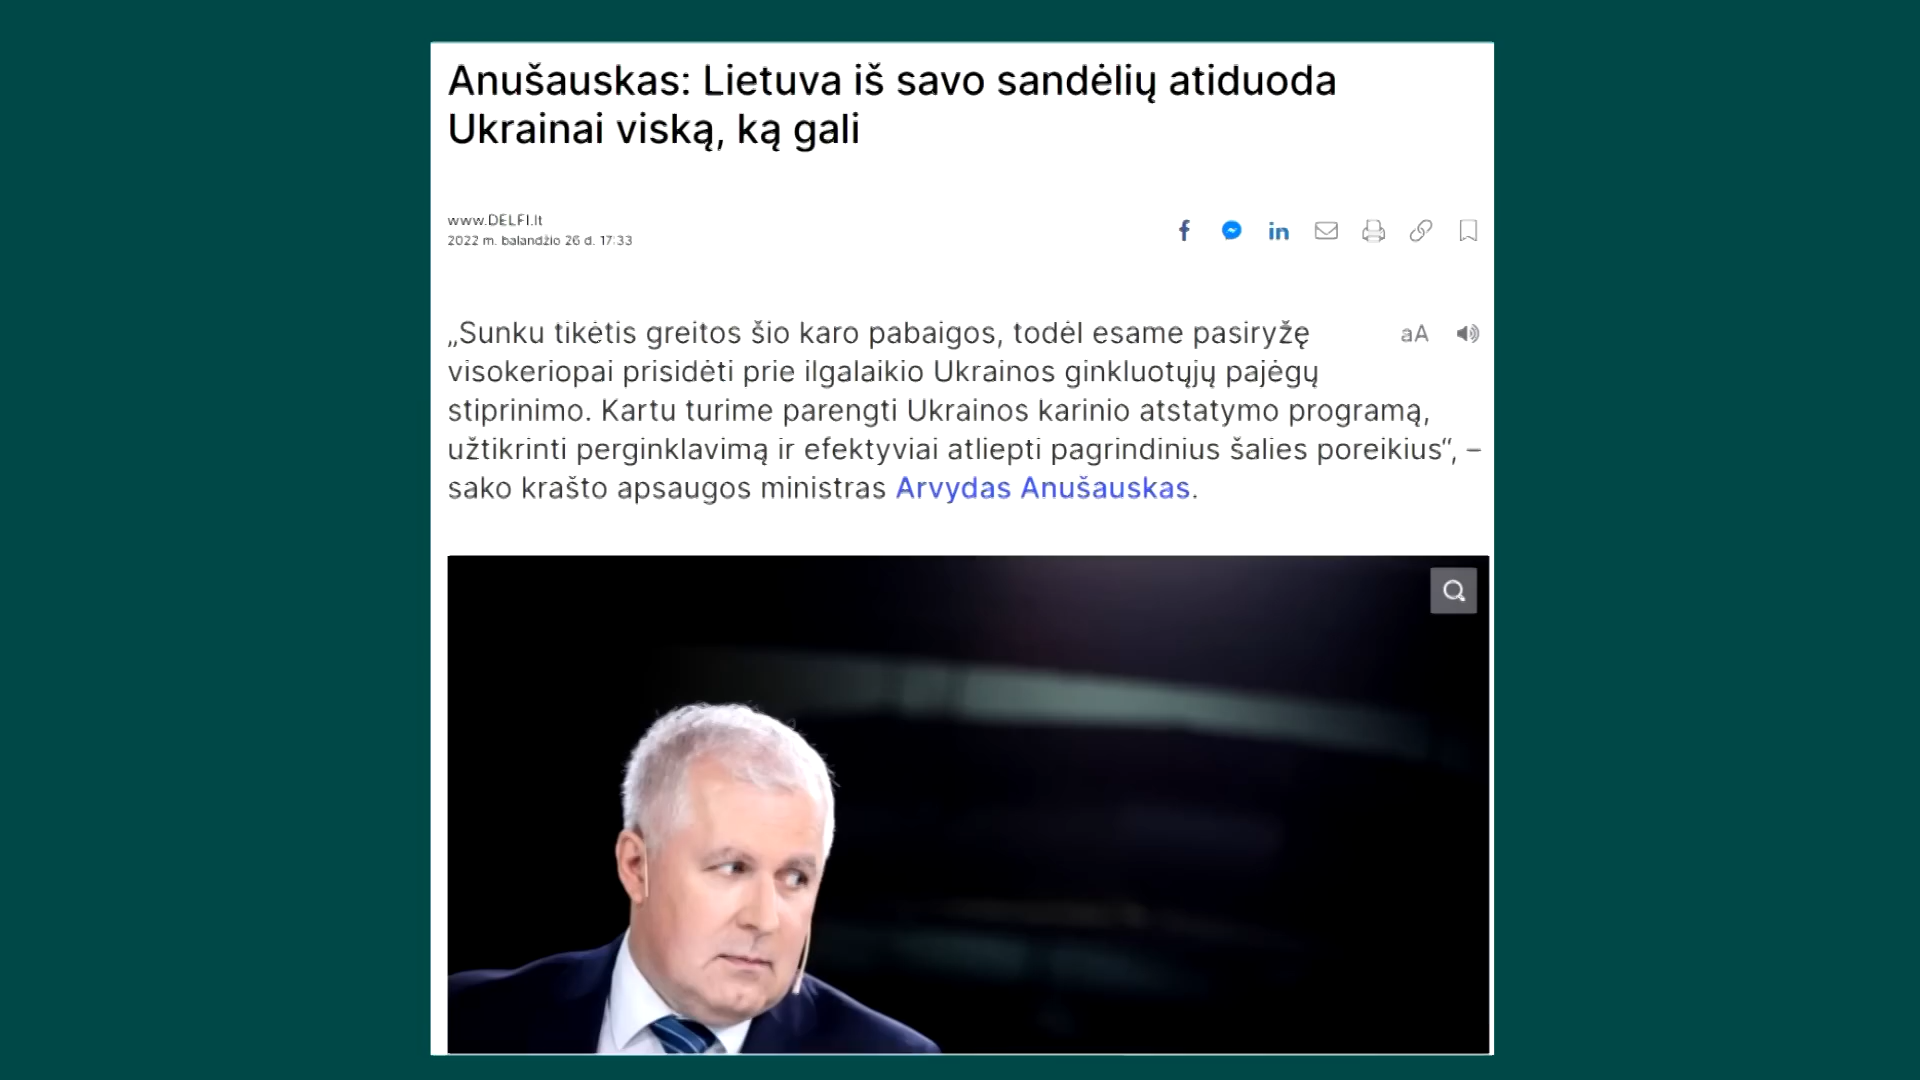 Anušauskas: Lietuva iš savo sandėlių atiduoda
Ukrainai viską, ką gali
www.DELFI.lt
2022 m. balandžio 26 d. 17:33
f
in
„Sunku tikėtis greitos šio karo pabaigos, todėl esame pasiryžę
aA
visokeriopai prisidėti prie ilgalaikio Ukrainos ginkluotųjų pajėgų
stiprinimo. Kartu turime parengti Ukrainos karinio atstatymo programą,
užtikrinti perginklavimą ir efektyviai atliepti pagrindinius šalies poreikius“, –
sako krašto apsaugos ministras Arvydas Anušauskas.